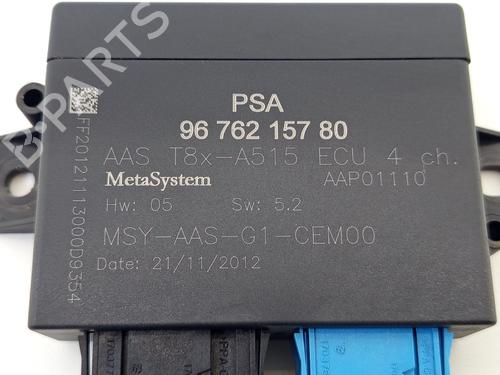 B-PARTS
PSA
96 762 157 80
AAS T8x-A515 ECU 4 ch.
MetaSystem AAP01110
Hw: 05 Sw: 5.2
MSY-AAS-G1-CEM00
Date: 21/11/2012
FF20121113000D9354